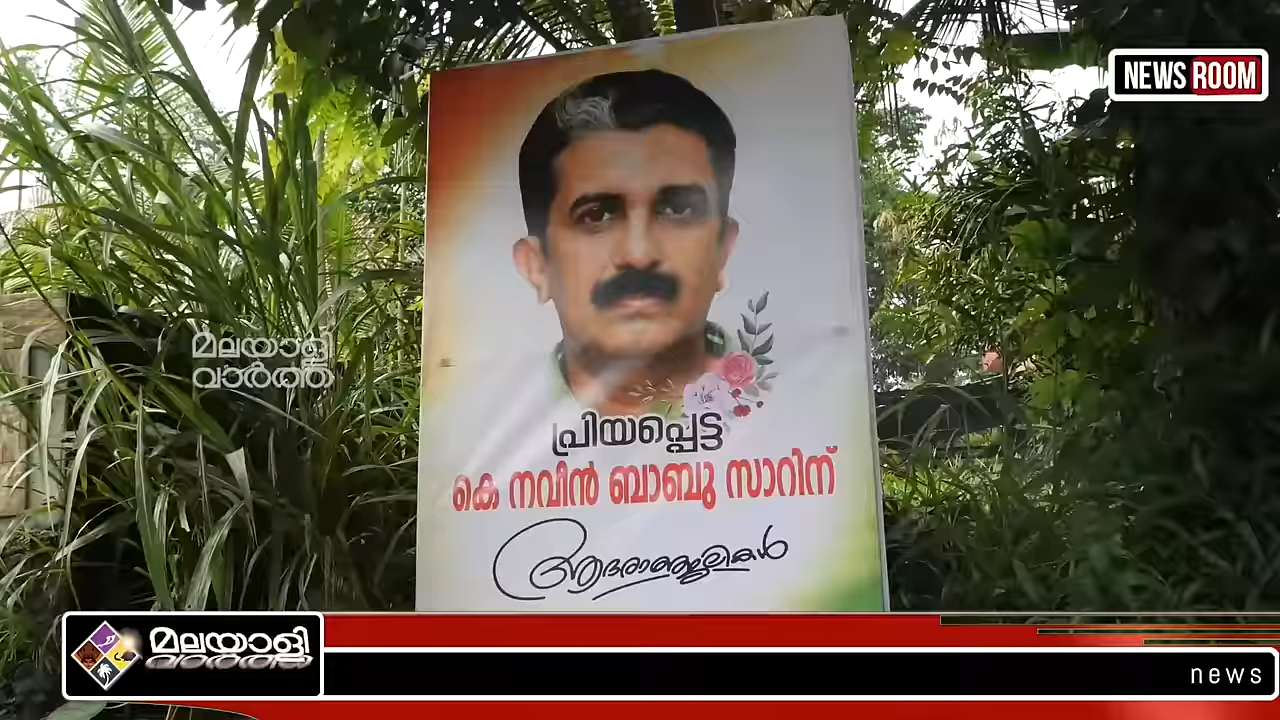 NEWS ROOM
മലയാളി
വാർത്ത
പ്രിയപ്പെട്ട
കെ നവീൻ ബാബു സാറിന്
ആദരാഞ്ജലികൾ
മലയാളി
വാർത്ത
news